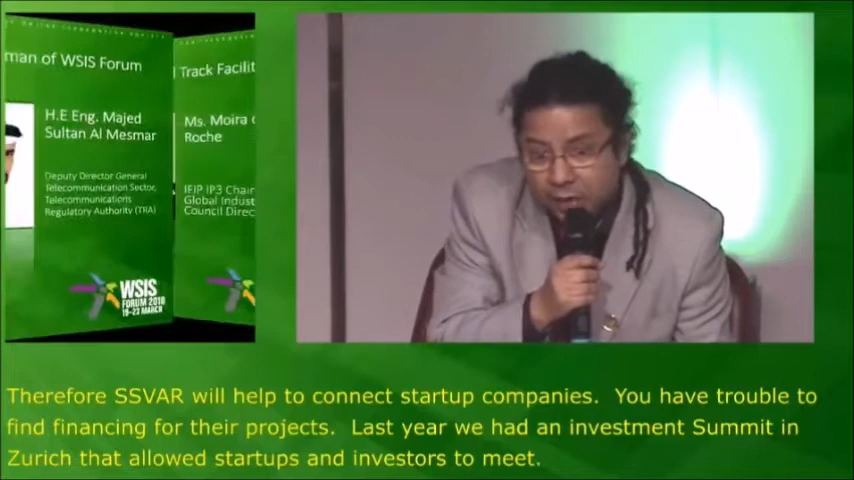 man of WSIS Forum
H.E Eng. Majed
Sultan Al Mesmar
Deputy Director General
Telecommunication Sector,
Telecommunications
Regulatory Authority (TRA)
WSIS
FORUM 2018
19-23 MARCH
Track Facilit
Ms. Moira
Roche
IFIP IP3 Chair
Global Indust
Council Direc
Therefore SSVAR will help to connect startup companies. You have trouble to
find financing for their projects. Last year we had an investment Summit in
Zurich that allowed startups and investors to meet.